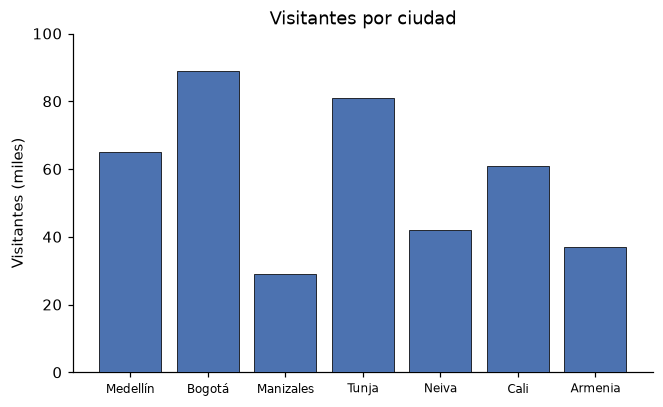 Visitantes por ciudad
Visitantes (miles)
100
80
60
40
20
0
Medellín Bogotá Manizales Tunja Neiva Cali Armenia